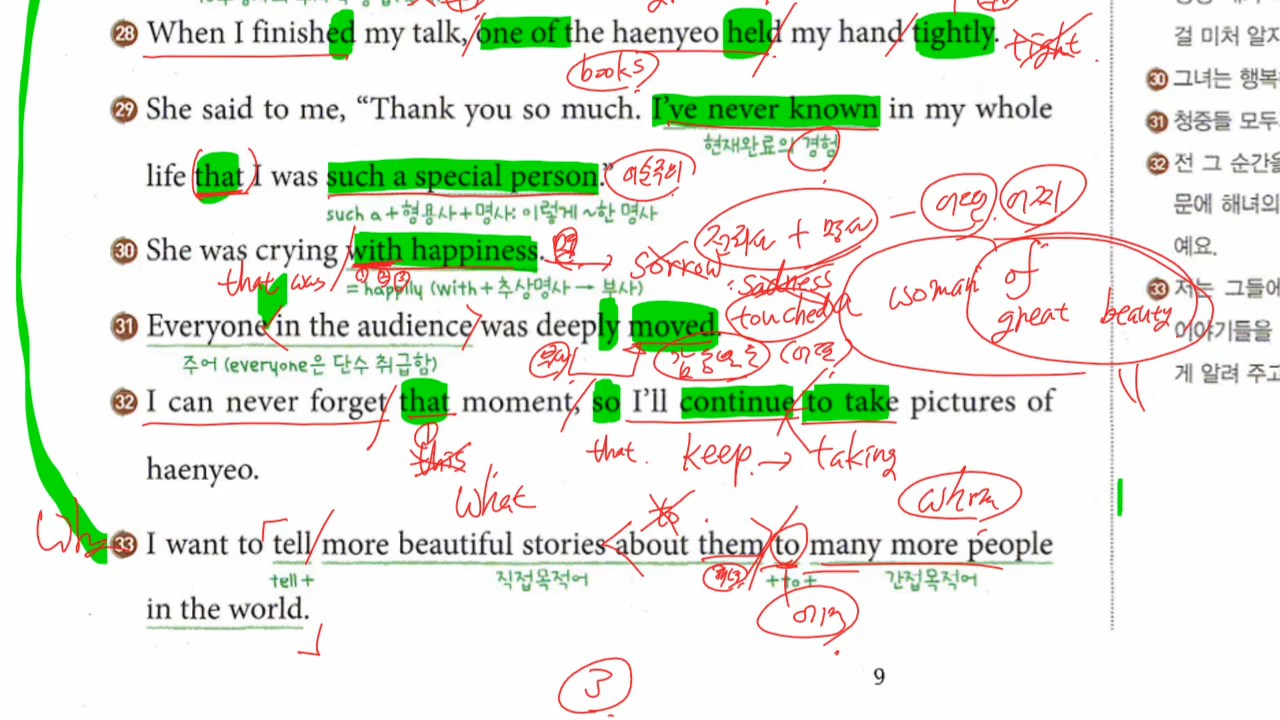 28 When I finished my talk, one of the haenyeo held my hand tightly. tight
books
29 She said to me, “Thank you so much. I've never known in my whole
현재완료의 경험
life that I was such a special person.”
such a+형용사+명사: 이렇게 ~한 명사
전치사 + 명사
30 She was crying with happiness. sorrow
that was = happily (with+추상명사 → 부사) sadness
touched woman of great beauty
31 Everyone in the audience was deeply moved.
주어 (everyone은 단수 취급함)
32 I can never forget that moment, so I'll continue to take pictures of
this that. keep → taking
haenyeo.
what
to
33 I want to tell more beautiful stories about them to many more people
tell+ 직접목적어 +to+ 간접목적어
in the world.
3
9
걸 미처 알지
30 그녀는 행복
31 청중들 모두
32 전 그 순간을
문에 해녀의
예요.
33 저는 그들에
이야기들을
게 알려 주고